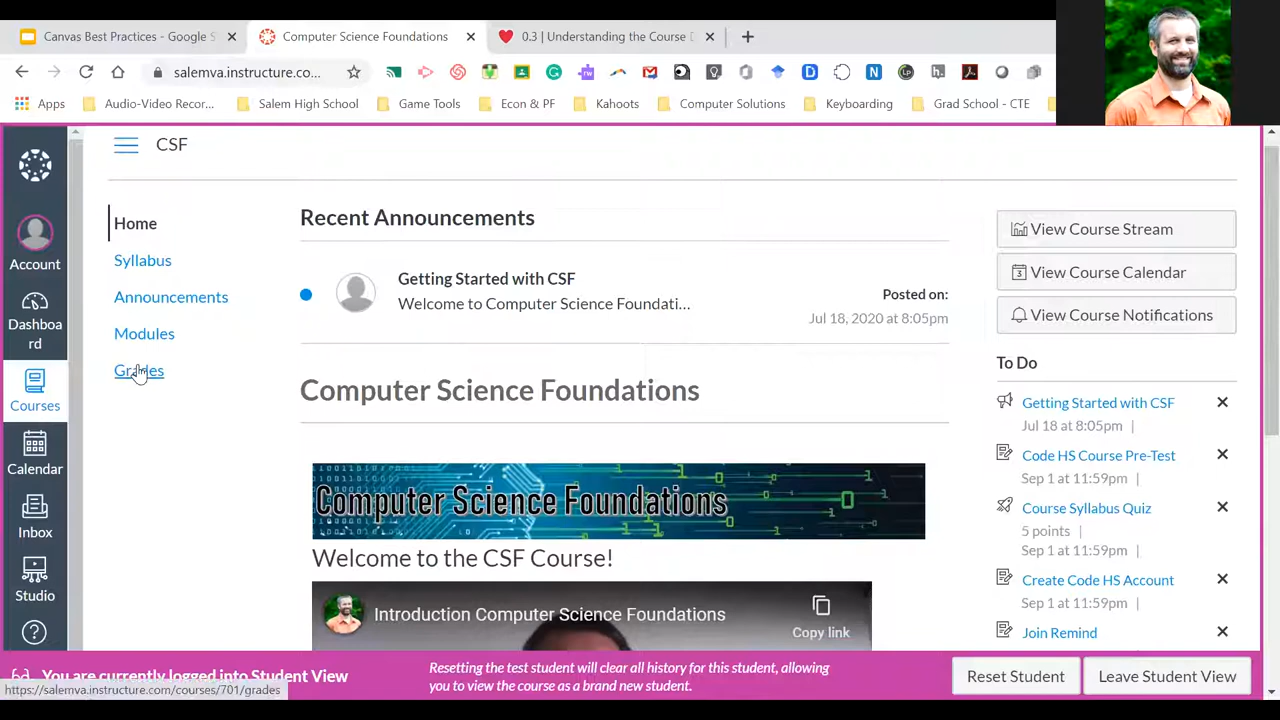 Canvas Best Practices - Google S
Computer Science Foundations
0.3 | Understanding the Course D
salemva.instructure.co...
Apps
Audio-Video Recor...
Salem High School
Game Tools
Econ & PF
Kahoots
Computer Solutions
Keyboarding
Grad School - CTE
CSF
Account
Dashboa
rd
Courses
Calendar
Inbox
Studio
Home
Syllabus
Announcements
Modules
Grades
Recent Announcements
Getting Started with CSF
Welcome to Computer Science Foundati...
Posted on:
Jul 18, 2020 at 8:05pm
Computer Science Foundations
Computer Science Foundations
Welcome to the CSF Course!
Introduction Computer Science Foundations
Copy link
View Course Stream
View Course Calendar
View Course Notifications
To Do
Getting Started with CSF
Jul 18 at 8:05pm |
Code HS Course Pre-Test
Sep 1 at 11:59pm |
Course Syllabus Quiz
5 points |
Sep 1 at 11:59pm |
Create Code HS Account
Sep 1 at 11:59pm |
Join Remind
You are currently logged into Student View
https://salemva.instructure.com/courses/701/grades
Resetting the test student will clear all history for this student, allowing
you to view the course as a brand new student.
Reset Student
Leave Student View